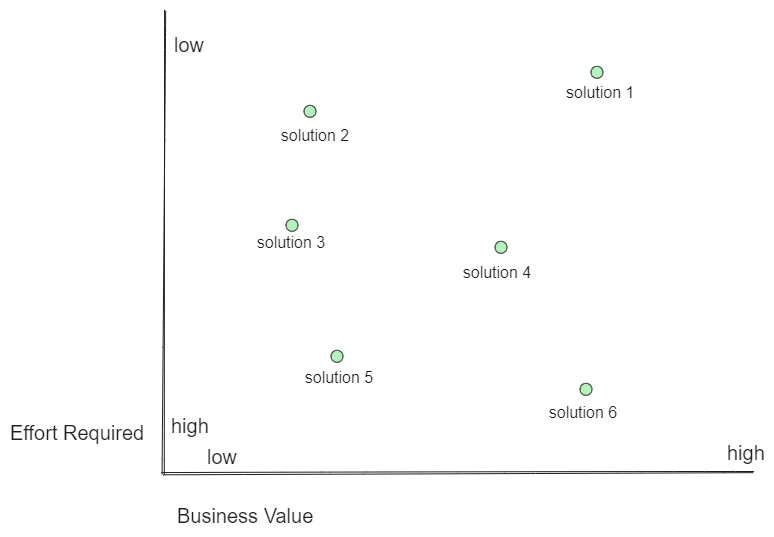 low
solution 1
solution 2
solution 3
solution 4
solution 5
solution 6
high
Effort Required
low
high
Business Value